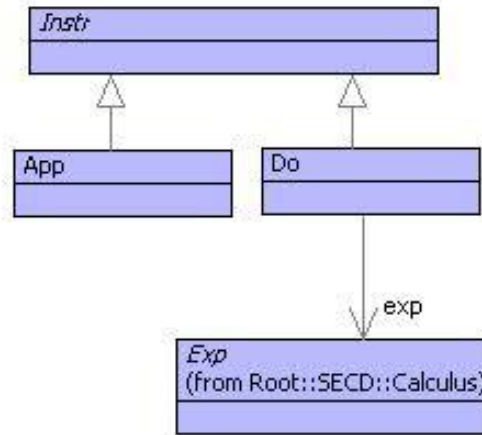 Instr
App
Do
exp
Exp
(from Root::SECD::Calculus)